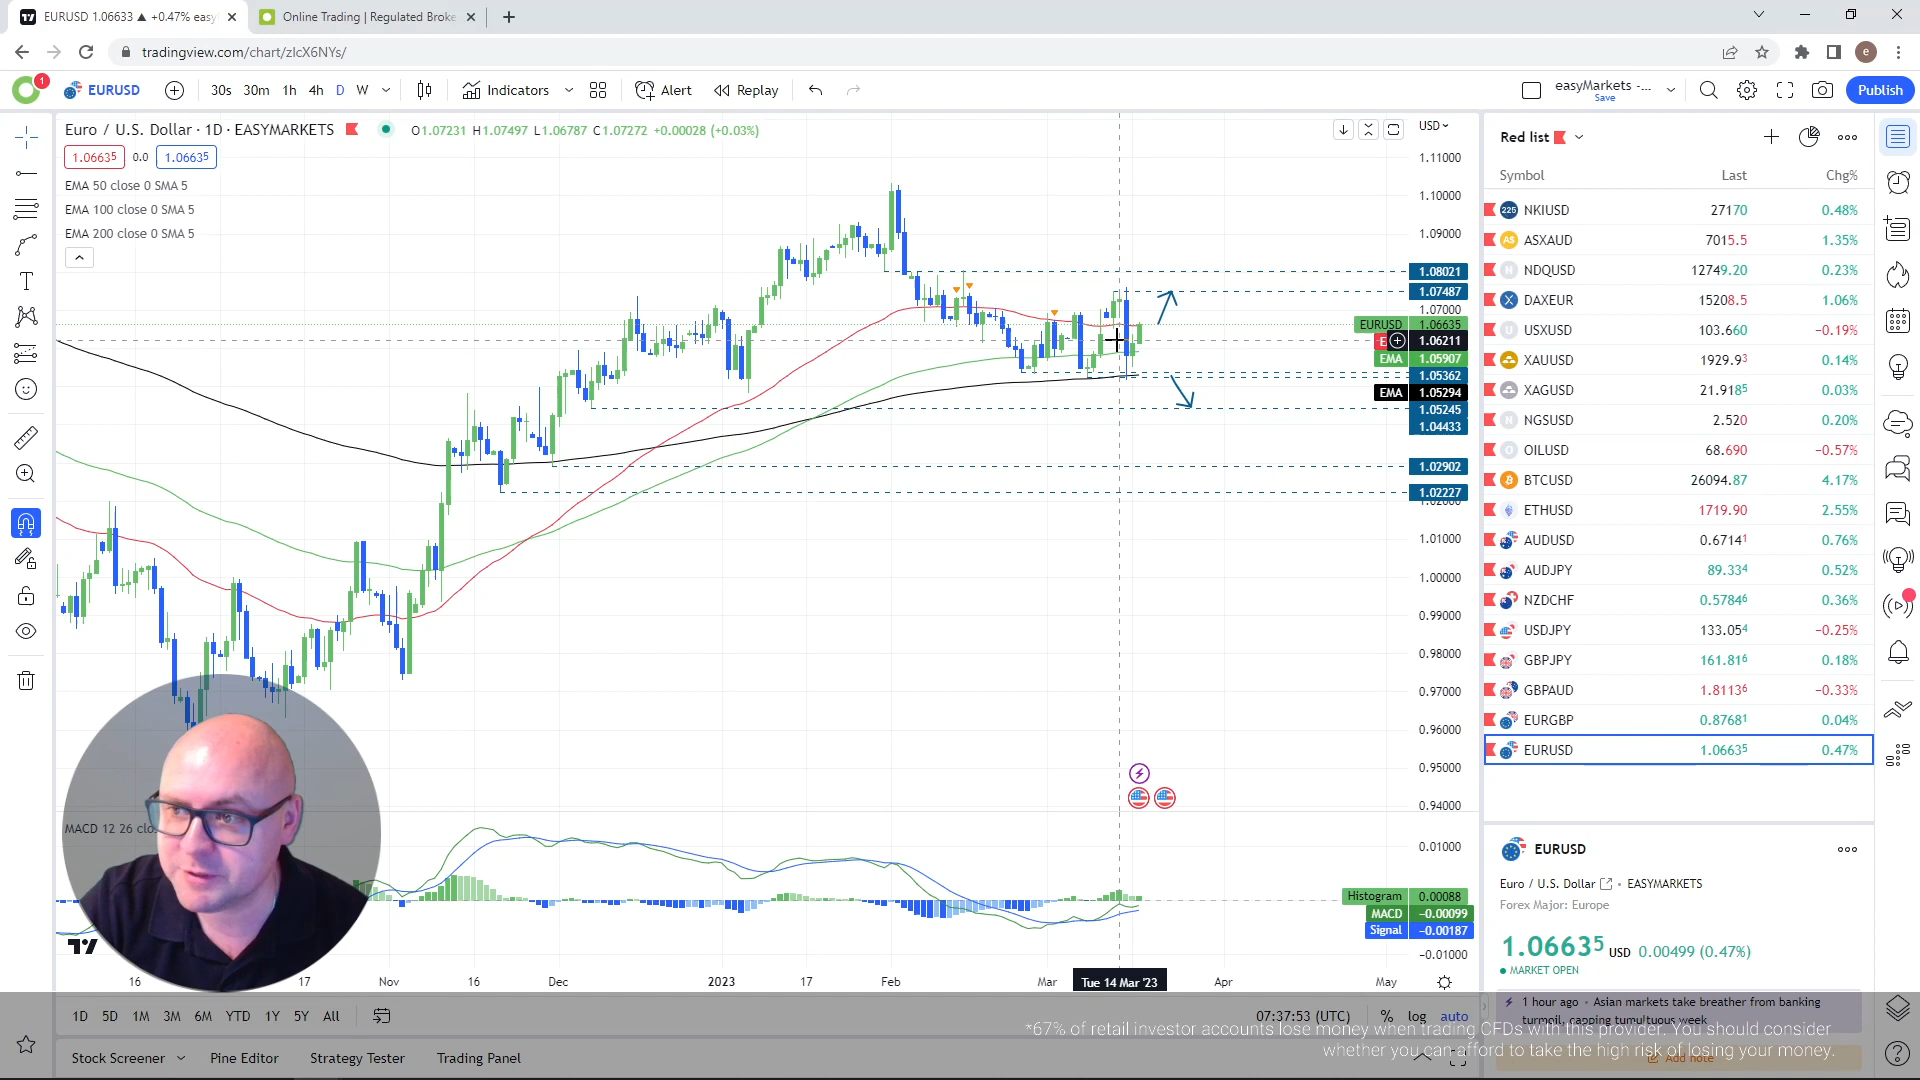 EURUSD 1.06633 ▲ +0.47% easy
Online Trading | Regulated Broke
tradingview.com/chart/zIcX6NYs/
e
1
EURUSD
30s 30m 1h 4h D W
Indicators
Alert
Replay
easyMarkets -...
Save
Publish
Euro / U.S. Dollar · 1D · EASYMARKETS
O1.07231 H1.07497 L1.06787 C1.07272 +0.00028 (+0.03%)
USD
1.06635 0.0 1.06635
EMA 50 close 0 SMA 5
EMA 100 close 0 SMA 5
EMA 200 close 0 SMA 5
1.11000
1.10000
1.09000
1.08021
1.07487
1.07000
EURUSD 1.06635
1.06211
EMA 1.05907
1.05362
EMA 1.05294
1.05245
1.04433
1.02902
1.02227
1.01000
1.00000
0.99000
0.98000
0.97000
0.96000
0.95000
0.94000
MACD 12 26 clo
0.01000
Histogram 0.00088
MACD −0.00099
Signal −0.00187
−0.01000
16 17 Nov 16 Dec 2023 17 Feb Mar Tue 14 Mar '23 Apr May
1D 5D 1M 3M 6M YTD 1Y 5Y All
07:37:53 (UTC) % log auto
Stock Screener
Pine Editor
Strategy Tester
Trading Panel
Red list
Symbol Last Chg%
225 NKIUSD 27170 0.48%
A$ ASXAUD 7015.5 1.35%
N NDQUSD 12749.20 0.23%
X DAXEUR 15208.5 1.06%
U USXUSD 103.660 −0.19%
XAUUSD 1929.93 0.14%
XAGUSD 21.9185 0.03%
N NGSUSD 2.520 0.20%
O OILUSD 68.690 −0.57%
BTCUSD 26094.87 4.17%
ETHUSD 1719.90 2.55%
AUDUSD 0.67141 0.76%
AUDJPY 89.334 0.52%
NZDCHF 0.57846 0.36%
USDJPY 133.054 −0.25%
GBPJPY 161.816 0.18%
GBPAUD 1.81136 −0.33%
EURGBP 0.87681 0.04%
EURUSD 1.06635 0.47%
EURUSD
Euro / U.S. Dollar · EASYMARKETS
Forex Major: Europe
1.06635 USD 0.00499 (0.47%)
MARKET OPEN
1 hour ago · Asian markets take breather from banking
turmoil, capping tumultuous week
Add note
*67% of retail investor accounts lose money when trading CFDs with this provider. You should consider
whether you can afford to take the high risk of losing your money.